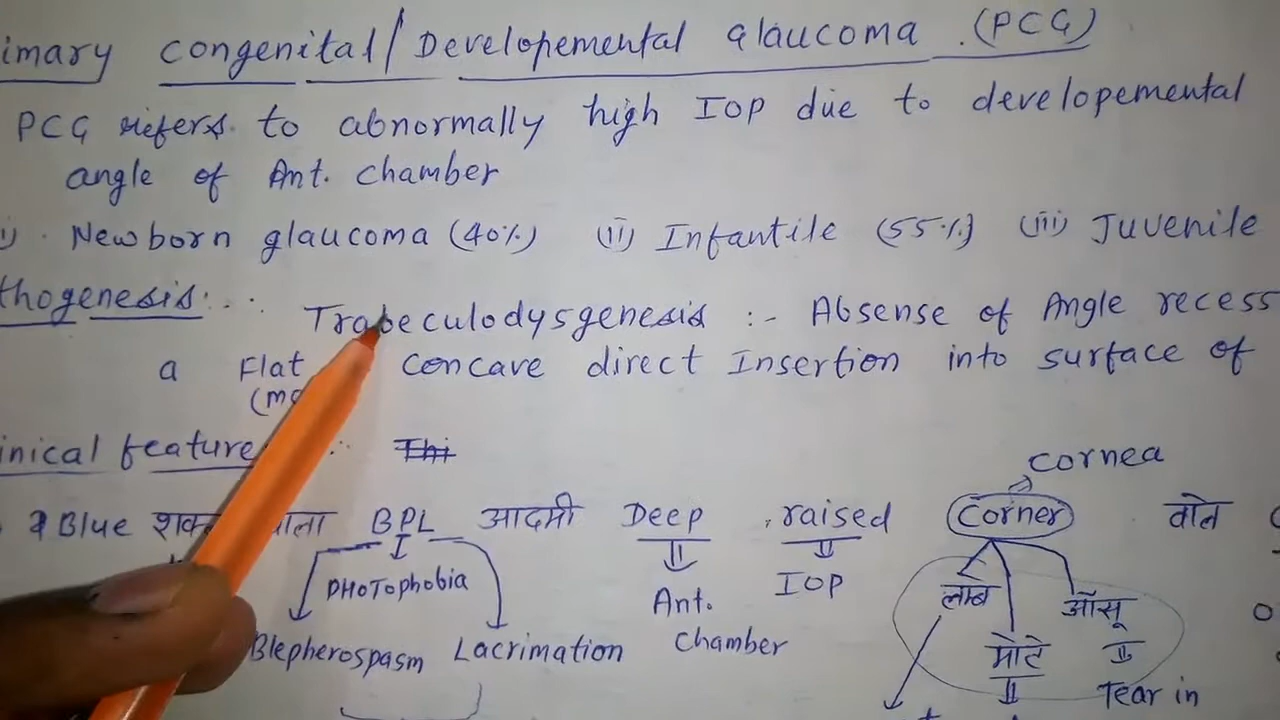 imary congenital/Developemental Glaucoma (PCG)
PCG refers to abnormally high IOP due to developemental
angle of Ant. chamber
i) Newborn glaucoma (40%) (ii) Infantile (55%) (iii) Juvenile
thogenesis: Trabeculodysgenesis :- Absense of Angle recess
a Flat concave direct Insertion into surface of
inical feature Thi
cornea
Blue वाला BPL आदमी Deep , raised Corner
PHOTOphobia Ant. IOP लम्बे आँसू
Blepherospasm Lacrimation chamber मोटे
Tear in